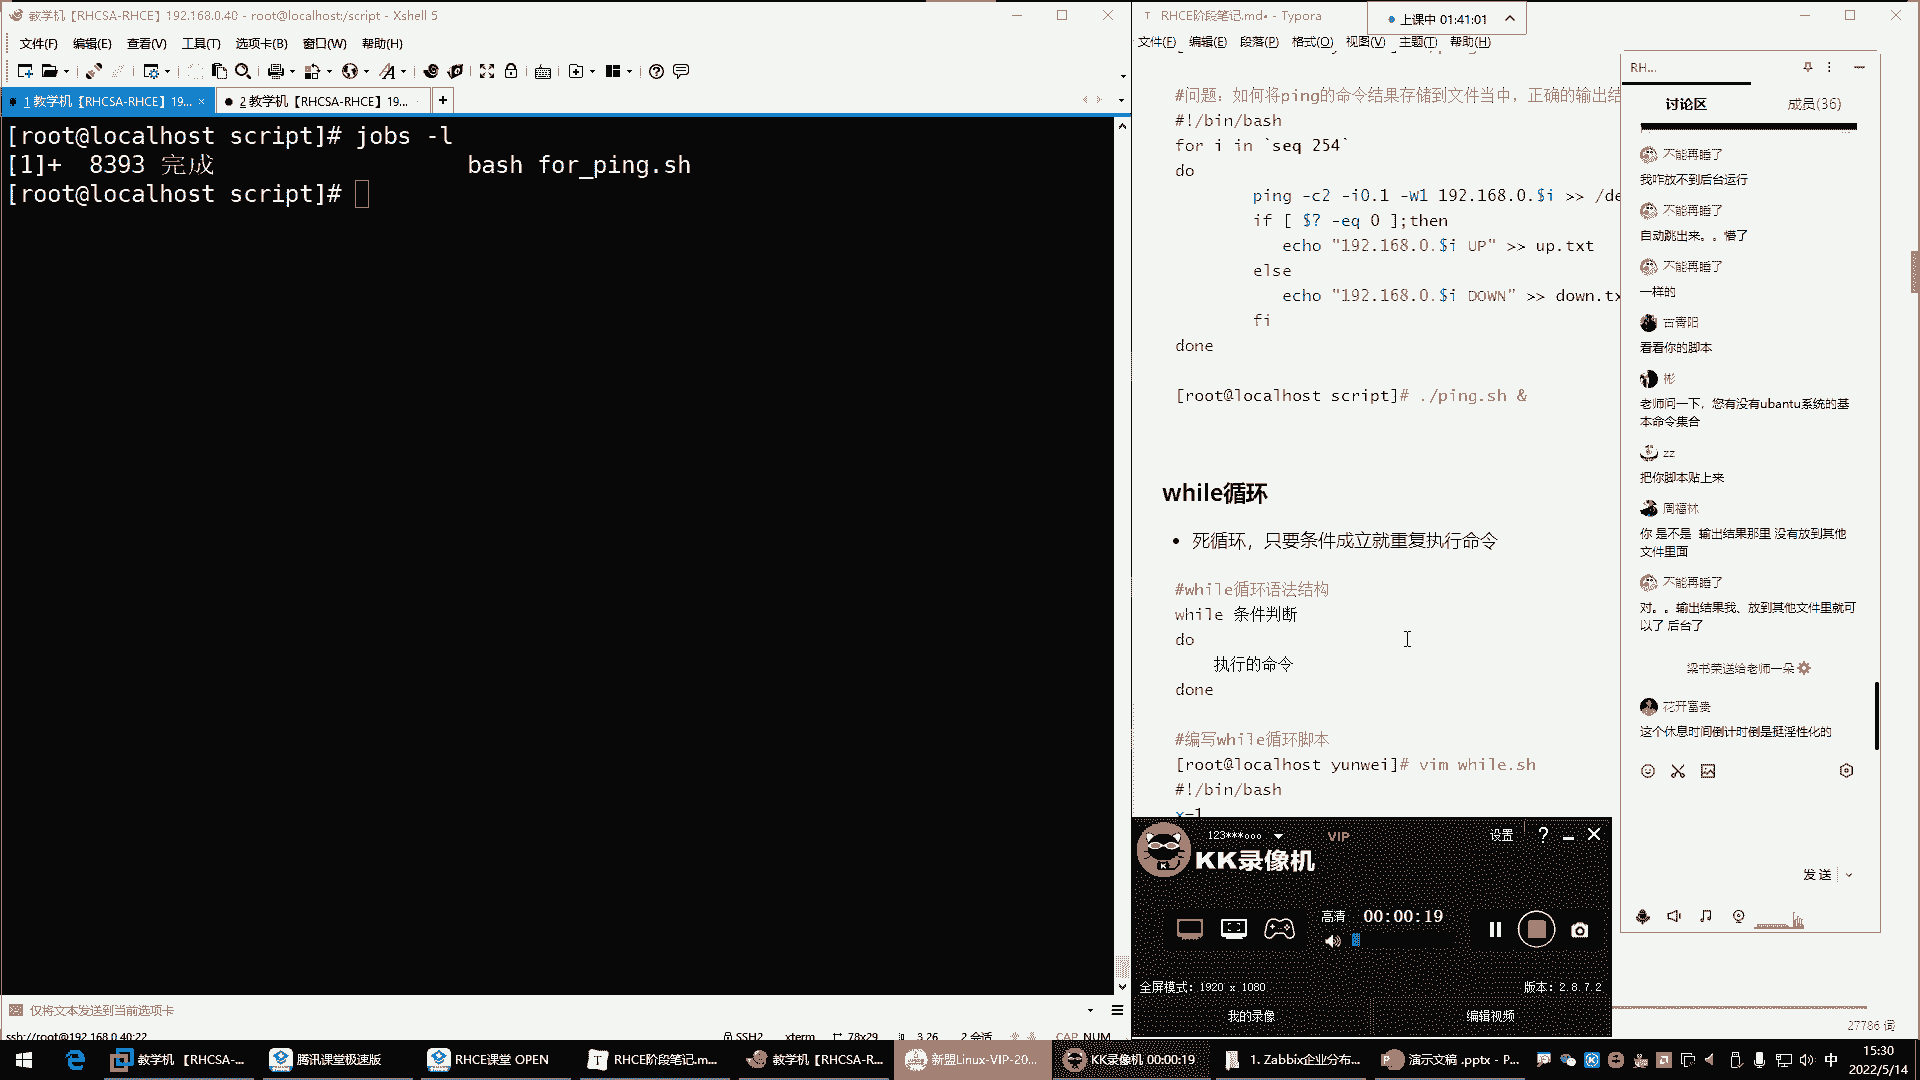 教学机【RHCSA-RHCE】192.168.0.40 - root@localhost:/script - Xshell 5
文件(F) 编辑(E) 查看(V) 工具(T) 选项卡(B) 窗口(W) 帮助(H)
1 教学机【RHCSA-RHCE】19... × 2 教学机【RHCSA-RHCE】19... +
[root@localhost script]# jobs -l
[1]+  8393 完成                 bash for_ping.sh
[root@localhost script]#
仅将文本发送到当前选项卡
ssh://root@192.168.0.40:22 SSH2 xterm 78x29 3,26 2 会话 CAP NUM
RHCE阶段笔记.md• - Typora
上课中 01:41:01
文件(F) 编辑(E) 段落(P) 格式(O) 视图(V) 主题(T) 帮助(H)
#问题：如何将ping的命令结果存储到文件当中，正确的输出结
#!/bin/bash
for i in `seq 254`
do
ping -c2 -i0.1 -W1 192.168.0.$i >> /de
if [ $? -eq 0 ];then
echo "192.168.0.$i UP" >> up.txt
else
echo "192.168.0.$i DOWN" >> down.tx
fi
done
[root@localhost script]# ./ping.sh &
while循环
• 死循环，只要条件成立就重复执行命令
#while循环语法结构
while 条件判断
do
执行的命令
done
#编写while循环脚本
[root@localhost yunwei]# vim while.sh
#!/bin/bash
x=1
RH...
讨论区 成员(36)
不能再睡了
我咋放不到后台运行
不能再睡了
自动跳出来。。懵了
不能再睡了
一样的
苗青阳
看看你的脚本
彬
老师问一下，您有没有ubantu系统的基
本命令集合
zz
把你脚本贴上来
周福林
你 是不是 输出结果那里 没有放到其他
文件里面
不能再睡了
对。。输出结果我、放到其他文件里就可
以了 后台了
梁书荣送给老师一朵
花开富贵
这个休息时间倒计时倒是挺淫性化的
发送
123***ooo VIP 设置 ?
KK录像机
高清 00:00:19
全屏模式：1920 x 1080 版本：2.8.7.2
我的录像 编辑视频
27786 词
教学机 【RHCSA-... 腾讯课堂极速版 RHCE课堂 OPEN RHCE阶段笔记.m... 教学机【RHCSA-R... 新盟Linux-VIP-20... KK录像机 00:00:19 1. Zabbix企业分布... 演示文稿 .pptx - P... 中
15:30
2022/5/14